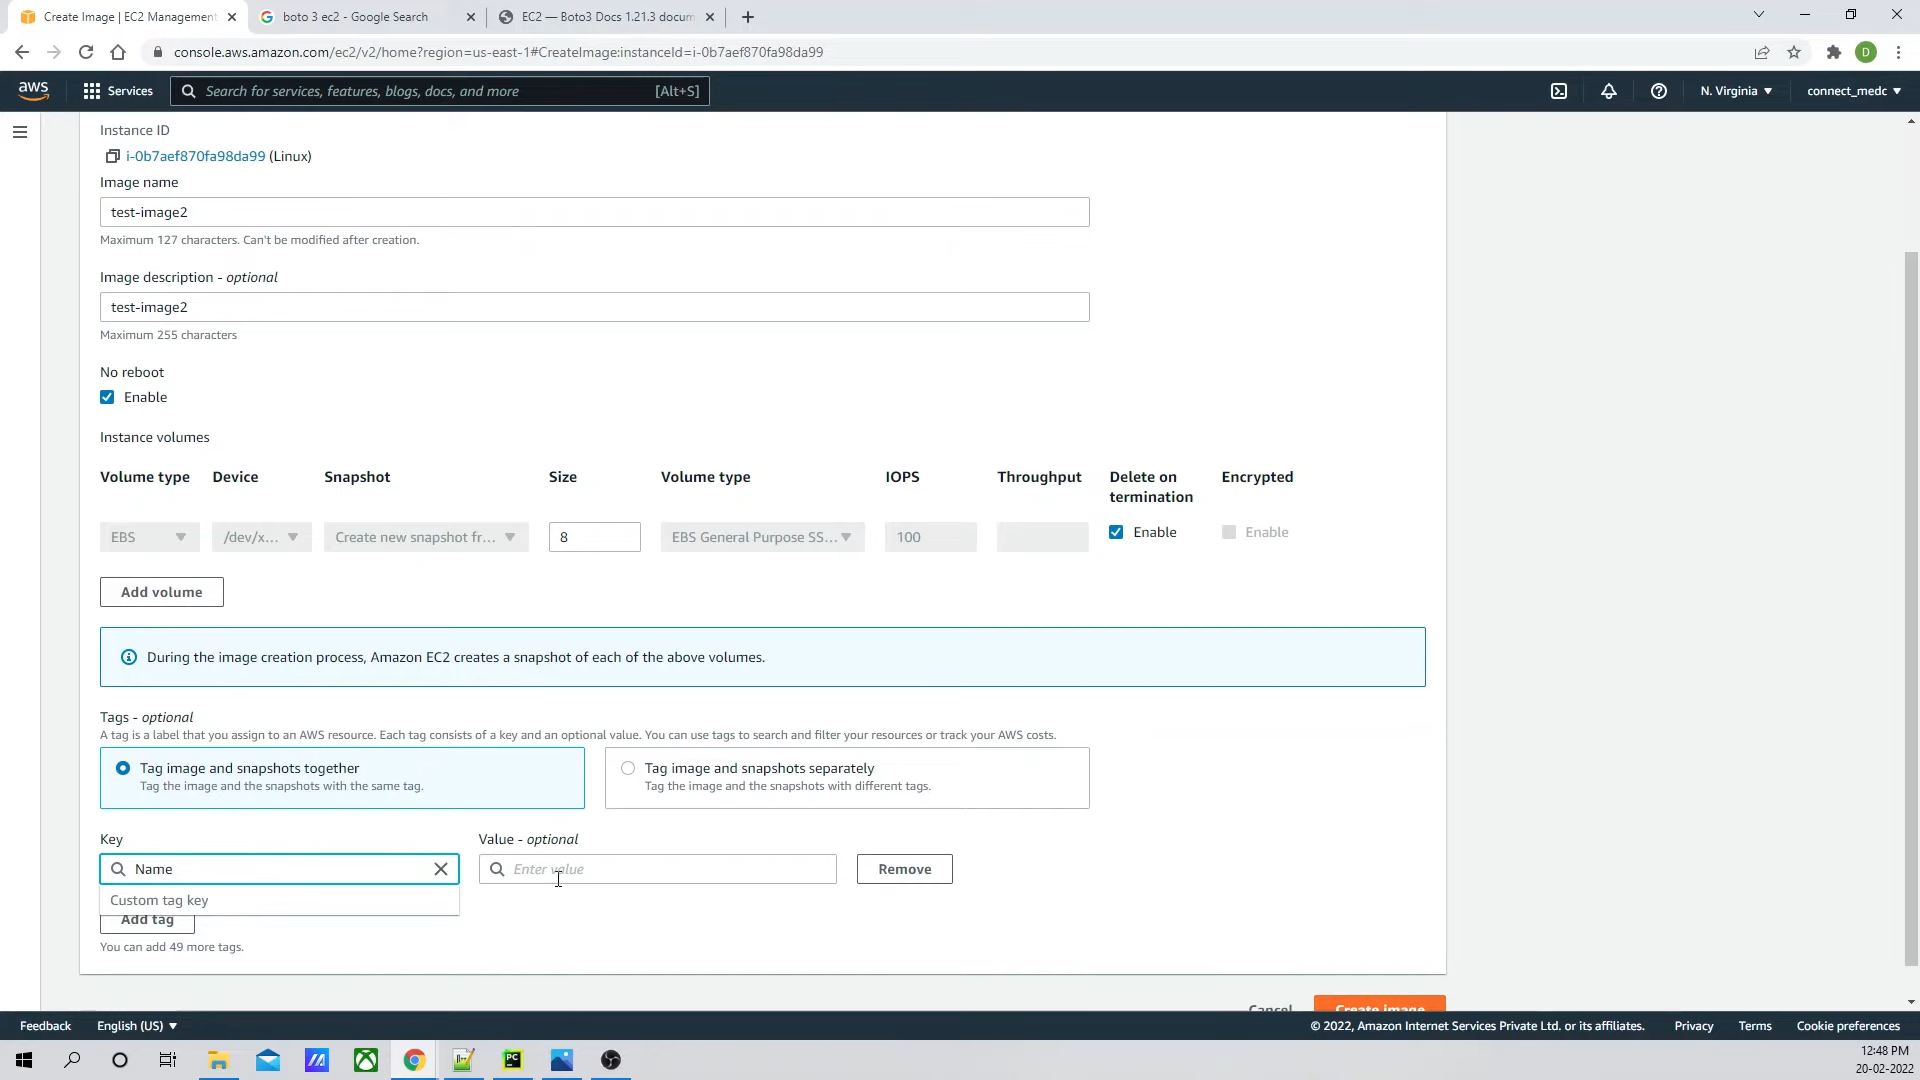 Create Image | EC2 Management
boto 3 ec2 - Google Search
EC2 — Boto3 Docs 1.21.3 docum
console.aws.amazon.com/ec2/v2/home?region=us-east-1#CreateImage:instanceId=i-0b7aef870fa98da99
D
aws
Services
Search for services, features, blogs, docs, and more
[Alt+S]
N. Virginia
connect_medc
Instance ID
i-0b7aef870fa98da99 (Linux)
Image name
test-image2
Maximum 127 characters. Can't be modified after creation.
Image description - optional
test-image2
Maximum 255 characters
No reboot
Enable
Instance volumes
Volume type Device Snapshot Size Volume type IOPS Throughput Delete on termination Encrypted
EBS /dev/x... Create new snapshot fr... 8 EBS General Purpose SS... 100 Enable Enable
Add volume
During the image creation process, Amazon EC2 creates a snapshot of each of the above volumes.
Tags - optional
A tag is a label that you assign to an AWS resource. Each tag consists of a key and an optional value. You can use tags to search and filter your resources or track your AWS costs.
Tag image and snapshots together
Tag the image and the snapshots with the same tag.
Tag image and snapshots separately
Tag the image and the snapshots with different tags.
Key
Value - optional
Name
Enter value
Remove
Custom tag key
Add tag
You can add 49 more tags.
Cancel
Create image
Feedback
English (US)
© 2022, Amazon Internet Services Private Ltd. or its affiliates.
Privacy
Terms
Cookie preferences
PC
12:48 PM
20-02-2022